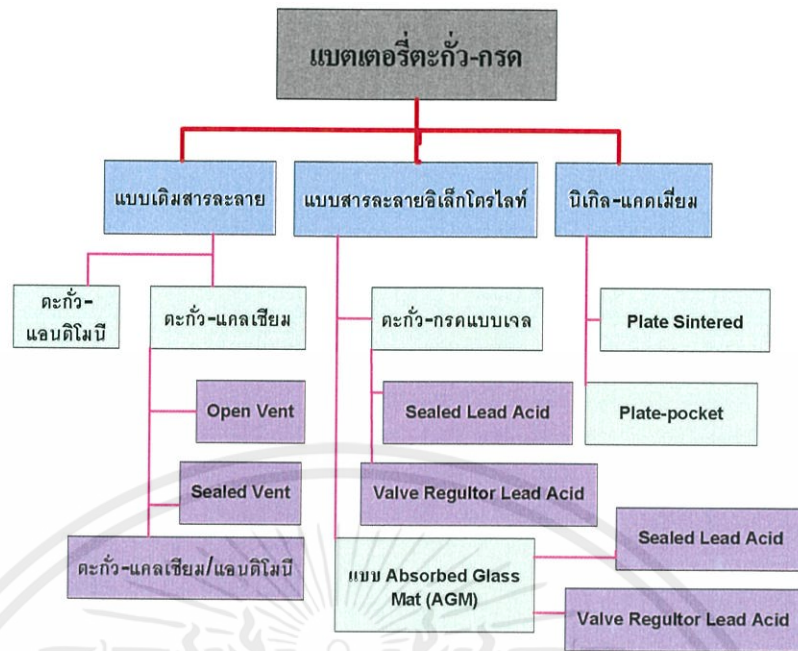 แบตเตอรี่ตะกั่ว-กรด
แบบเติมสารละลาย
แบบสารละลายอิเล็กโตรไลท์
นิเกิล-แคดเมี่ยม
ตะกั่ว-
แอนติโมนี
ตะกั่ว-แคลเซียม
ตะกั่ว-กรดแบบเจล
Plate Sintered
Open Vent
Sealed Lead Acid
Plate-pocket
Sealed Vent
Valve Regultor Lead Acid
ตะกั่ว-แคลเซียม/แอนติโมนี
แบบ Absorbed Glass
Mat (AGM)
Sealed Lead Acid
Valve Regultor Lead Acid